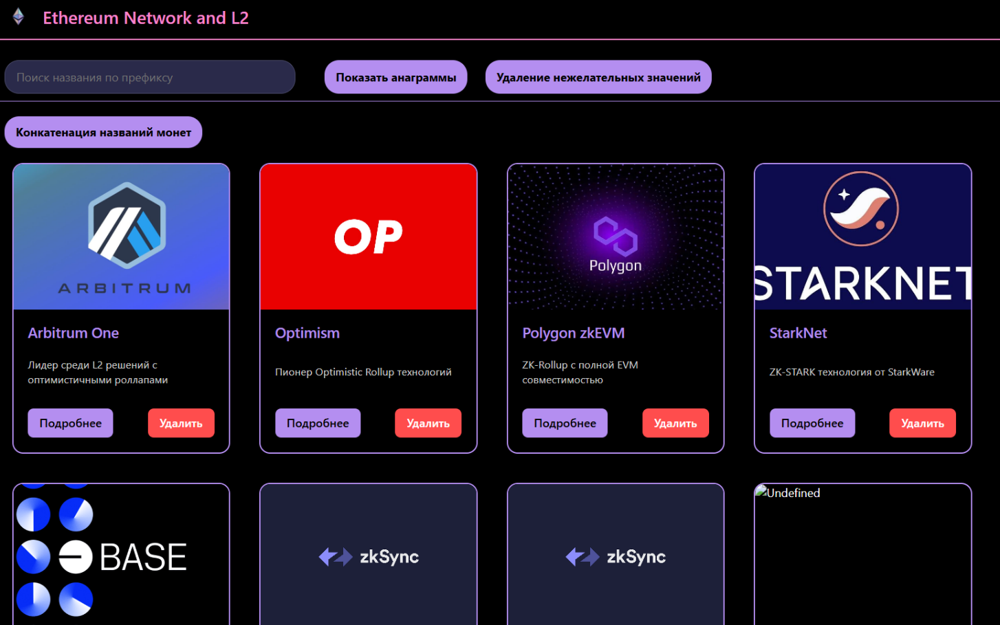 Ethereum Network and L2
Поиск названия по префиксу
Показать анаграммы
Удаление нежелательных значений
Конкатенация названий монет
ARBITRUM
OP
Polygon
STARKNET
Arbitrum One
Optimism
Polygon zkEVM
StarkNet
Лидер среди L2 решений с
оптимистичными роллапами
Пионер Optimistic Rollup технологий
ZK-Rollup с полной EVM
совместимостью
ZK-STARK технология от StarkWare
Подробнее
Удалить
Подробнее
Удалить
Подробнее
Удалить
Подробнее
Удалить
BASE
zkSync
zkSync
Undefined